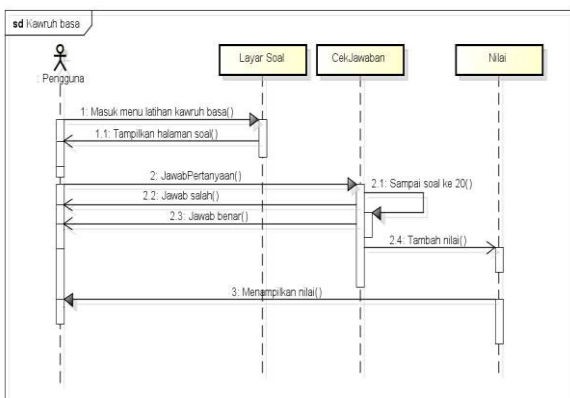 sd Kawruh basa
: Pengguna
Layar Soal
CekJawaban
Nilai
1: Masuk menu latihan kawruh basa()
1.1: Tampilkan halaman soal()
2: JawabPertanyaan()
2.1: Sampai soal ke 20()
2.2: Jawab salah()
2.3: Jawab benar()
2.4: Tambah nilai()
3: Menampilkan nilai()